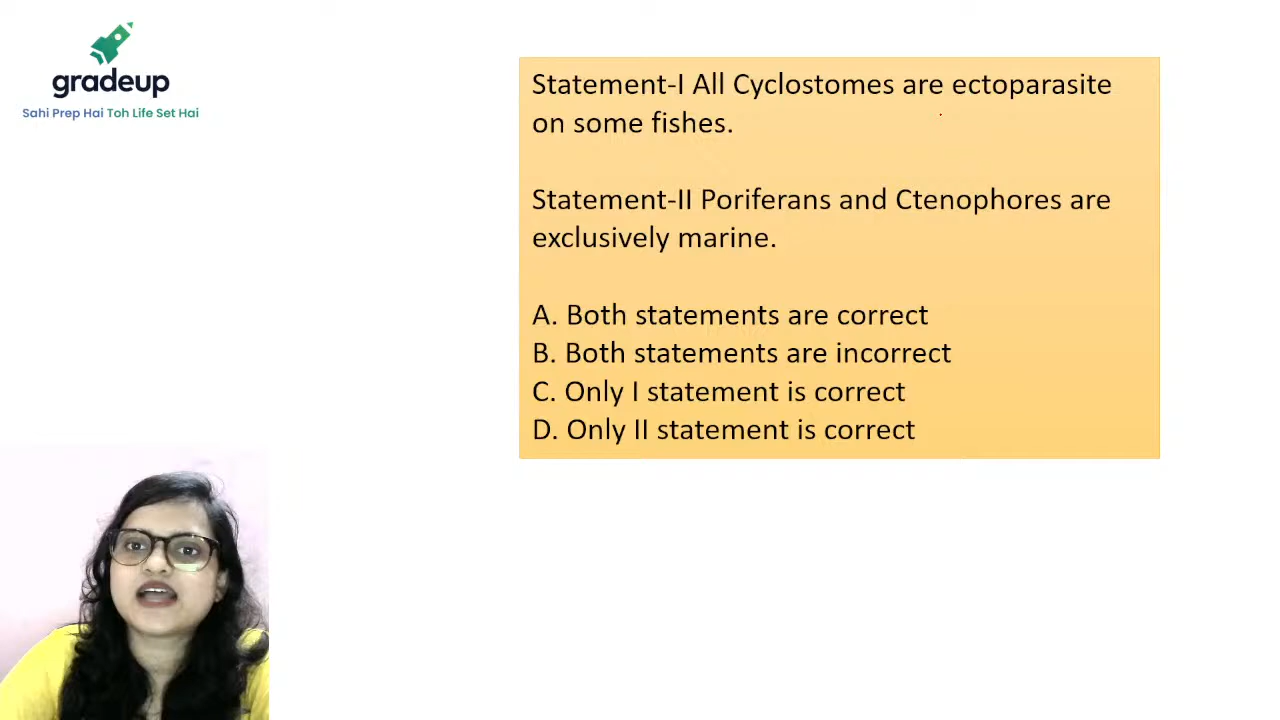 gradeup
Sahi Prep Hai Toh Life Set Hai
Statement-I All Cyclostomes are ectoparasite
on some fishes.
Statement-II Poriferans and Ctenophores are
exclusively marine.
A. Both statements are correct
B. Both statements are incorrect
C. Only I statement is correct
D. Only II statement is correct